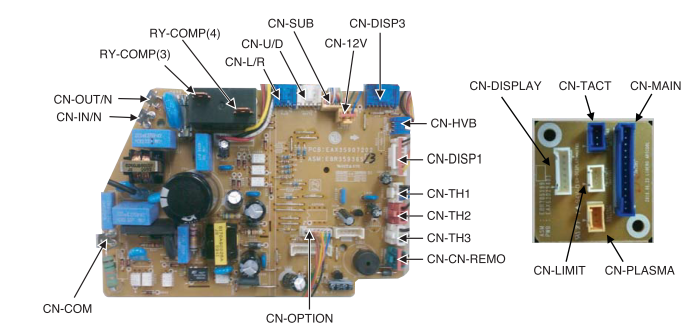 CN-SUB
CN-DISP3
RY-COMP(4)
CN-U/D
CN-12V
RY-COMP(3)
CN-L/R
CN-OUT/N
CN-IN/N
CN-HVB
CN-DISP1
CN-TH1
CN-TH2
CN-TH3
CN-CN-REMO
CN-COM
CN-OPTION
CN-DISPLAY
CN-TACT
CN-MAIN
CN-LIMIT
CN-PLASMA